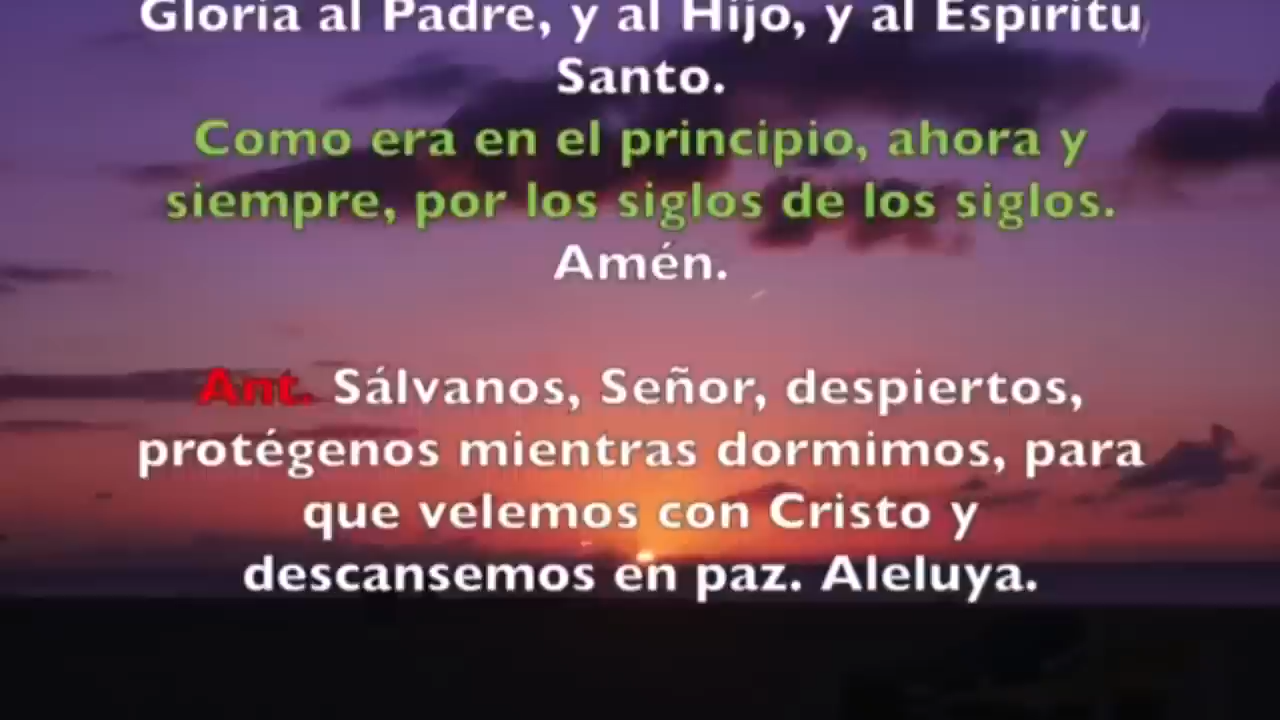 Gloria al Padre, y al Hijo, y al Espíritu
Santo.
Como era en el principio, ahora y
siempre, por los siglos de los siglos.
Amén.
Ant. Sálvanos, Señor, despiertos,
protégenos mientras dormimos, para
que velemos con Cristo y
descansemos en paz. Aleluya.